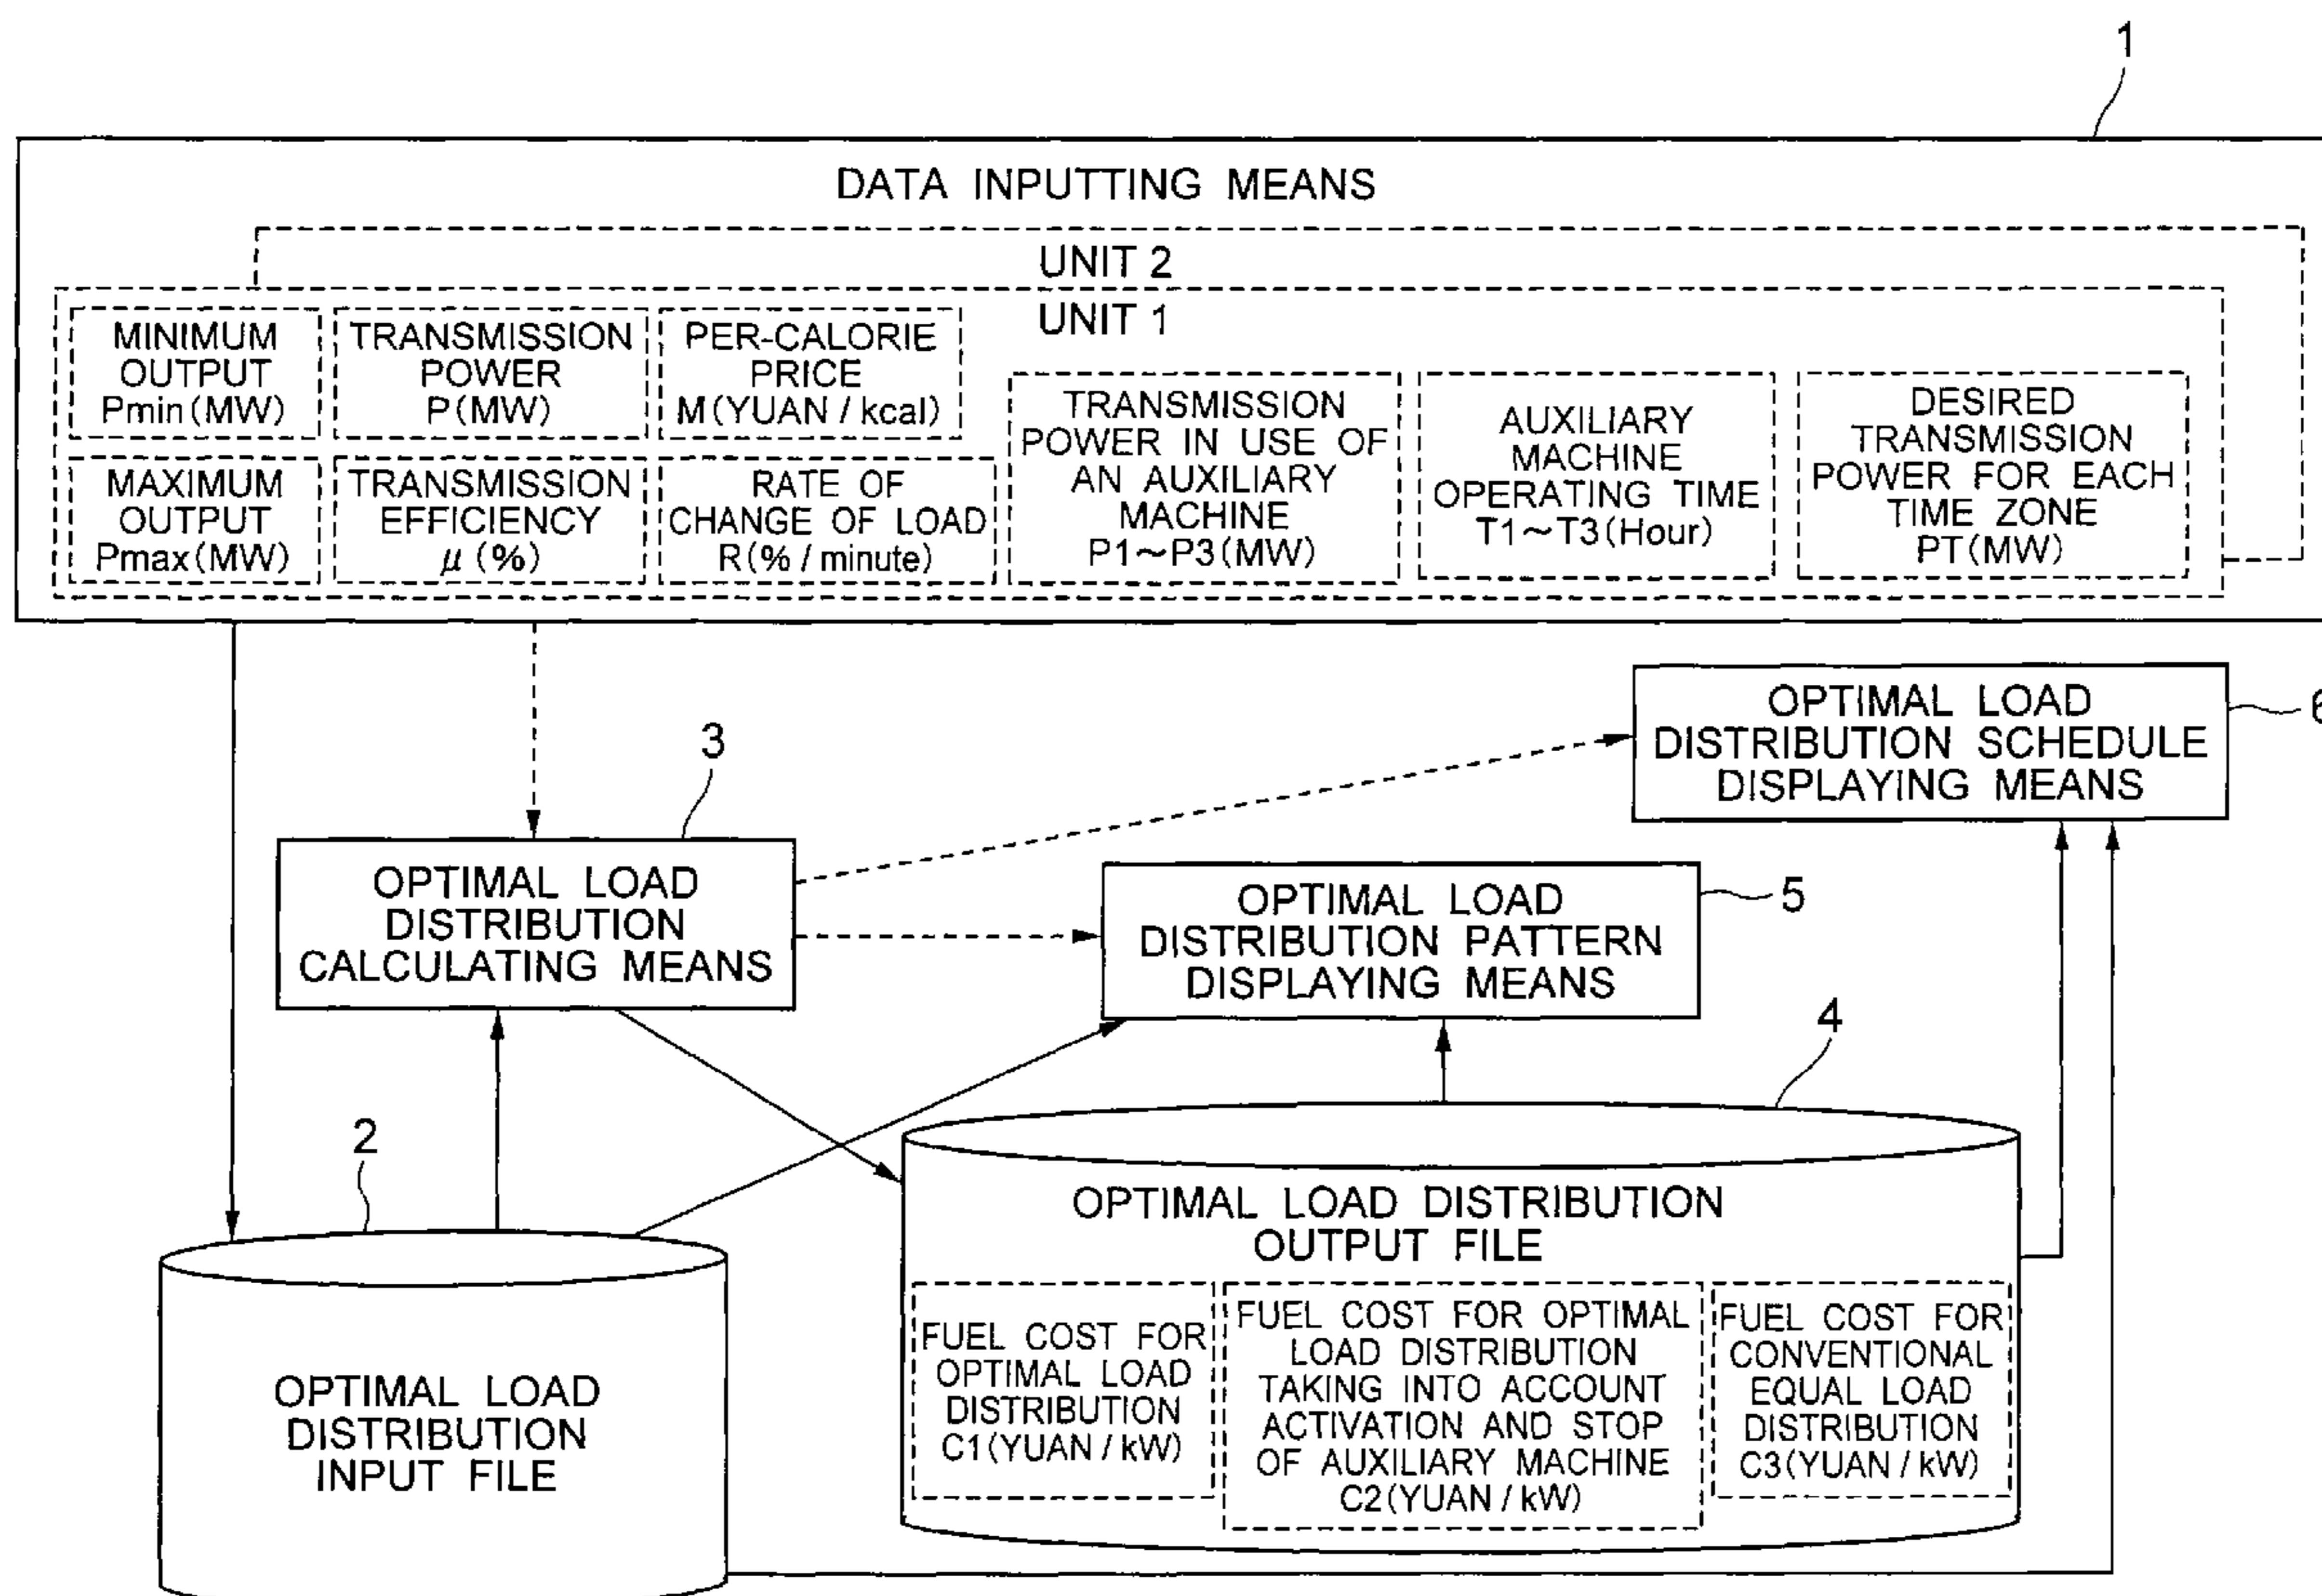 1
DATA INPUTTING MEANS
UNIT 2
UNIT 1
MINIMUM
OUTPUT
Pmin(MW)
TRANSMISSION
POWER
P(MW)
PER-CALORIE
PRICE
M(YUAN / kcal)
MAXIMUM
OUTPUT
Pmax(MW)
TRANSMISSION
EFFICIENCY
μ (%)
RATE OF
CHANGE OF LOAD
R(% / minute)
TRANSMISSION
POWER IN USE OF
AN AUXILIARY
MACHINE
P1~P3(MW)
AUXILIARY
MACHINE
OPERATING TIME
T1~T3(Hour)
DESIRED
TRANSMISSION
POWER FOR EACH
TIME ZONE
PT(MW)
OPTIMAL LOAD
DISTRIBUTION SCHEDULE
DISPLAYING MEANS
6
3
OPTIMAL LOAD
DISTRIBUTION
CALCULATING MEANS
OPTIMAL LOAD
DISTRIBUTION PATTERN
DISPLAYING MEANS
5
4
2
OPTIMAL LOAD DISTRIBUTION
OUTPUT FILE
FUEL COST FOR
OPTIMAL LOAD
DISTRIBUTION
C1(YUAN / kW)
FUEL COST FOR OPTIMAL
LOAD DISTRIBUTION
TAKING INTO ACCOUNT
ACTIVATION AND STOP
OF AUXILIARY MACHINE
C2(YUAN / kW)
FUEL COST FOR
CONVENTIONAL
EQUAL LOAD
DISTRIBUTION
C3(YUAN / kW)
OPTIMAL LOAD
DISTRIBUTION
INPUT FILE